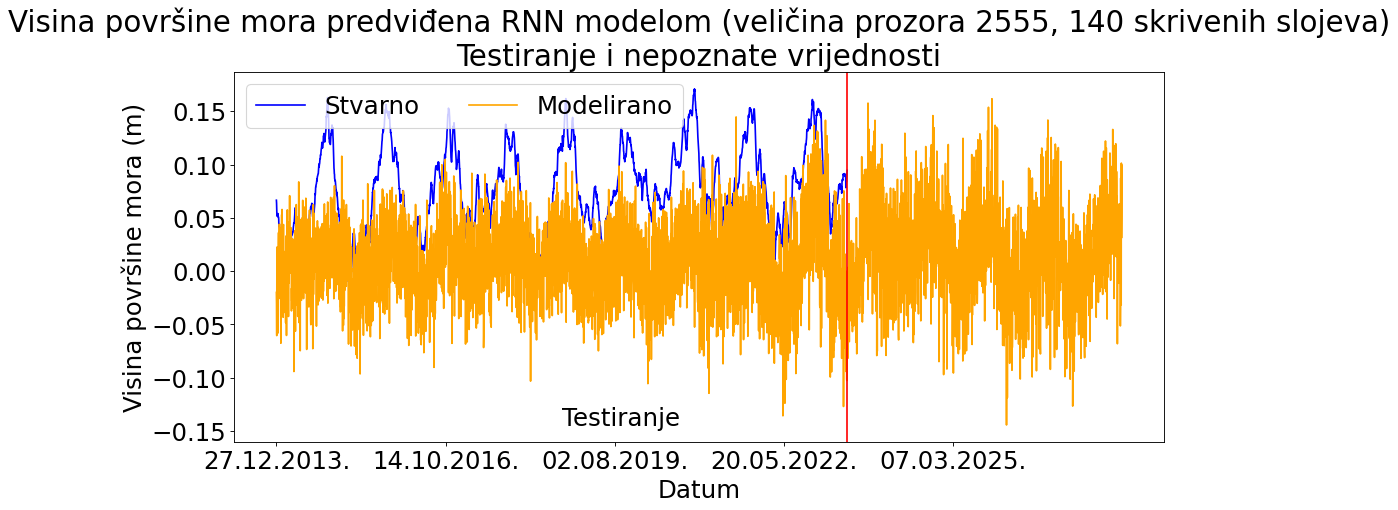 Visina površine mora predviđena RNN modelom (veličina prozora 2555, 140 skrivenih slojeva)
Testiranje i nepoznate vrijednosti
Stvarno Modelirano
Visina površine mora (m)
0.15
0.10
0.05
0.00
−0.05
−0.10
−0.15
Testiranje
27.12.2013. 14.10.2016. 02.08.2019. 20.05.2022. 07.03.2025.
Datum